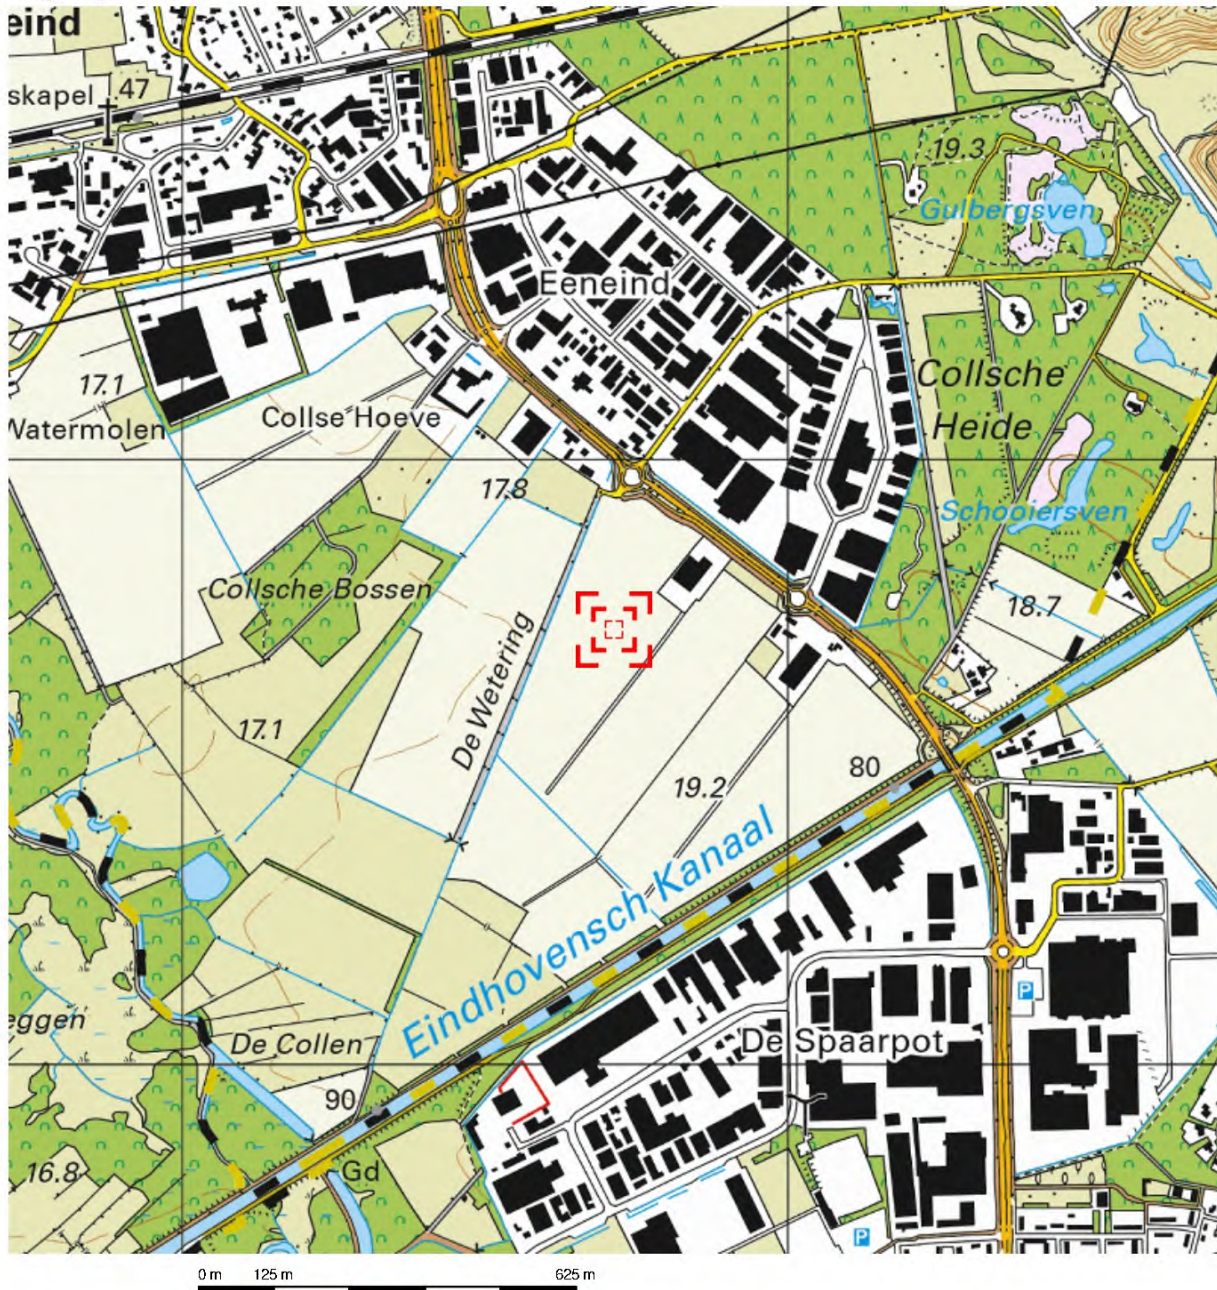 eind
skapel
47
19.3
Gulbergsven
Eeneind
17.1
Collsche
Heide
Watermolen
Collse Hoeve
17.8
Schooiersven
Collsche Bossen
18.7
De Wetering
17.1
80
19.2
Eindhovensch Kanaal
eggen
De Collen
P
De Spaarpot
90
16.8
Gd
P
0 m 125 m 625 m